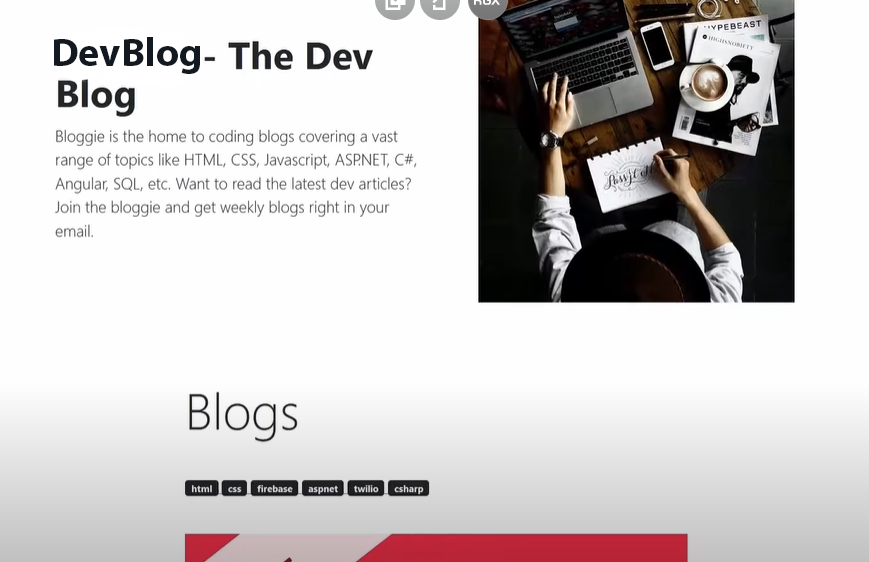 RGX
DevBlog- The Dev
Blog
Bloggie is the home to coding blogs covering a vast
range of topics like HTML, CSS, Javascript, ASP.NET, C#,
Angular, SQL, etc. Want to read the latest dev articles?
Join the bloggie and get weekly blogs right in your
email.
HYPEBEAST
HIGHSNOBIETY
Blogs
html css firebase aspnet twilio csharp